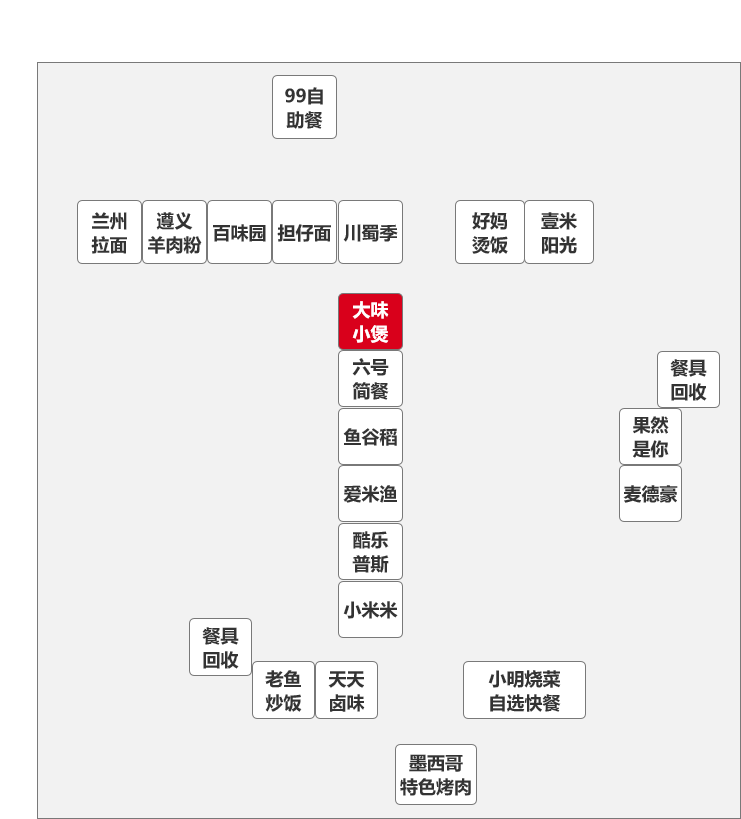 99自
助餐
兰州
拉面
遵义
羊肉粉
百味园
担仔面
川蜀季
好妈
烫饭
壹米
阳光
大味
小煲
六号
简餐
餐具
回收
鱼谷稻
果然
是你
爱米渔
麦德豪
酷乐
普斯
小米米
餐具
回收
老鱼
炒饭
天天
卤味
小明烧菜
自选快餐
墨西哥
特色烤肉